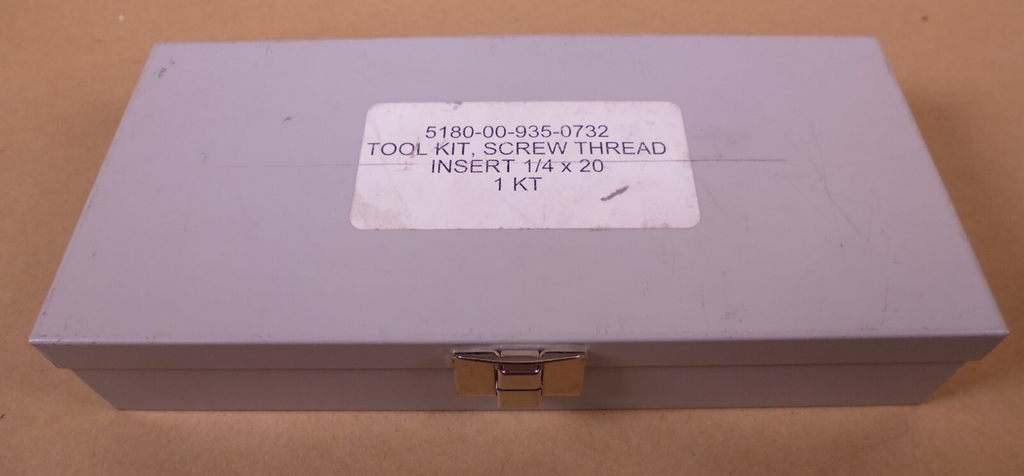 5180-00-935-0732
TOOL KIT, SCREW THREAD
INSERT 1/4 x 20
1 KT